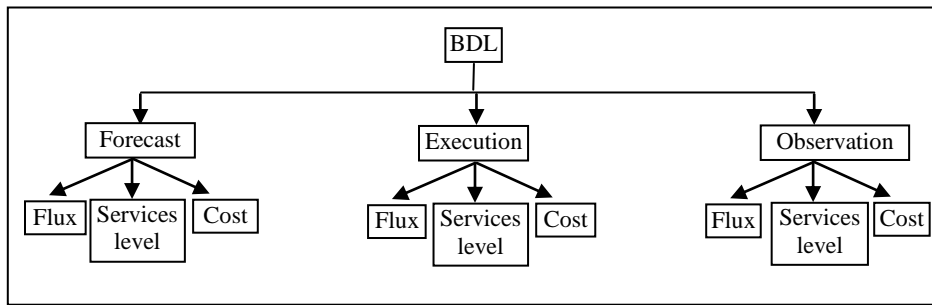 BDL
Forecast
Execution
Observation
Flux
Services
level
Cost
Flux
Services
level
Cost
Flux
Services
level
Cost